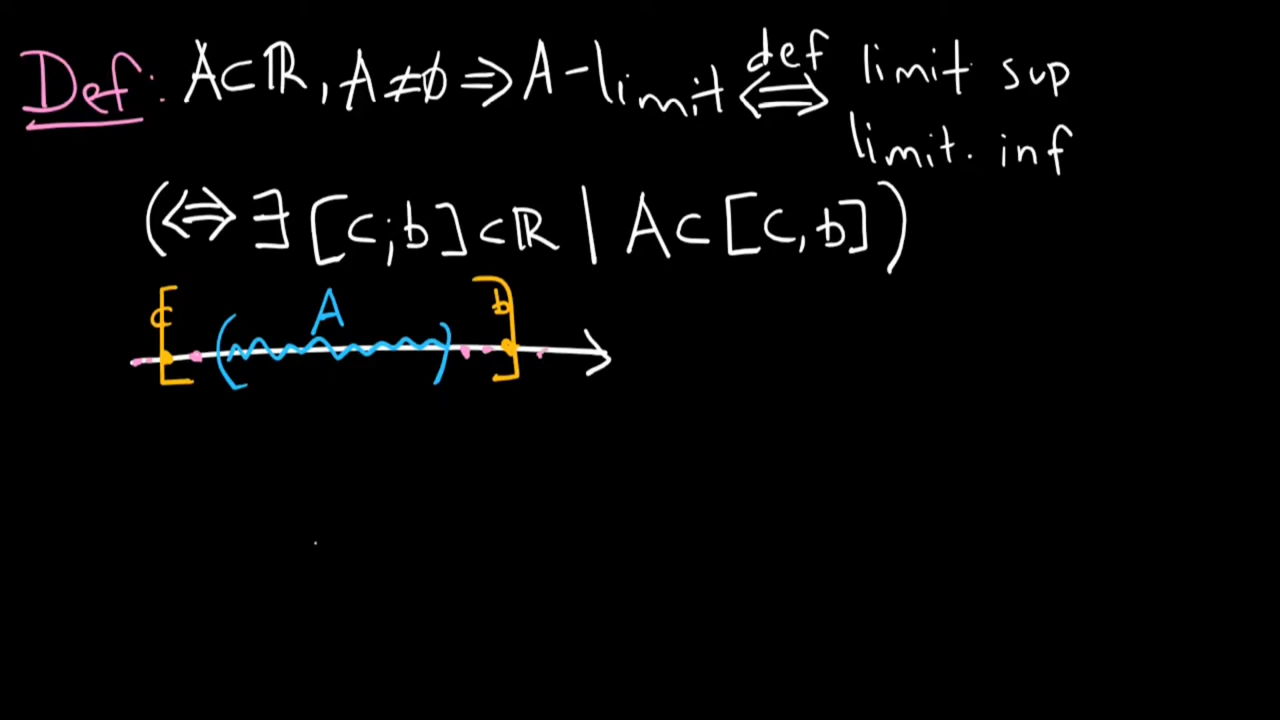 Def: A⊂ℝ, A≠∅ ⇒ A-limit ⇔ def limit. sup
limit. inf
(⇔ ∃ [c;b]⊂ℝ | A⊂[c,b])
c A b